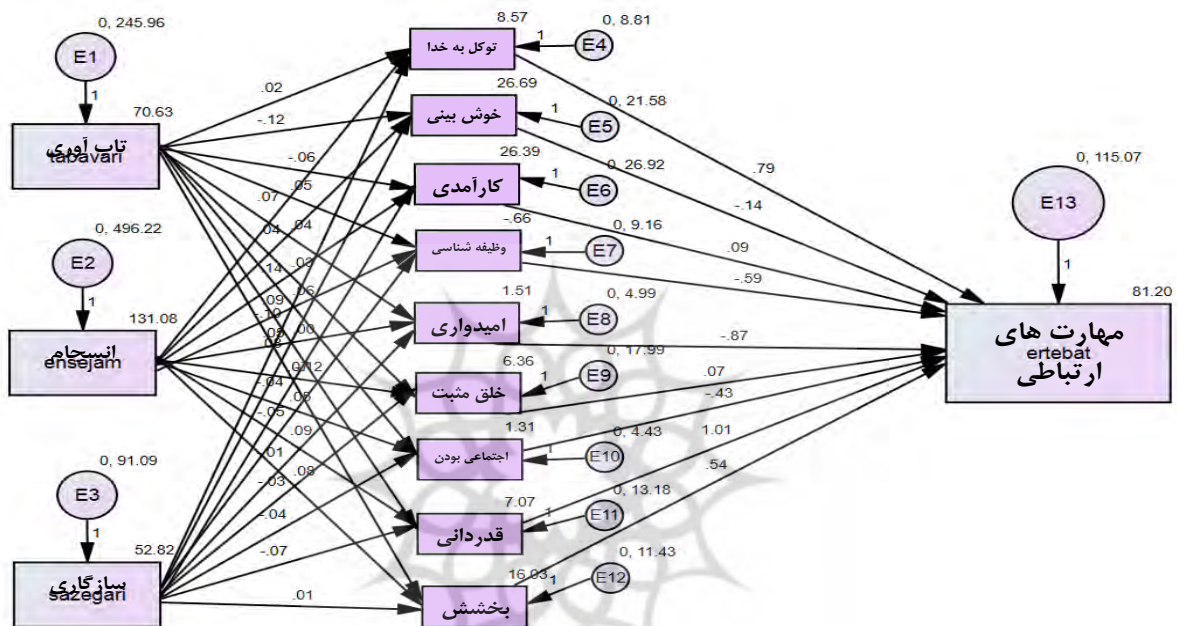 0, 245.96
E1
1
70.63
تاب آوری
tabavari
0, 496.22
E2
1
131.08
انسجام
ensejam
0, 91.09
E3
1
52.82
سازگاری
sazegari
8.57
توکل به خدا
1
0, 8.81
E4
26.69
خوش بینی
1
0, 21.58
E5
26.39
کارآمدی
1
0, 26.92
E6
-.66
وظیفه شناسی
1
0, 9.16
E7
1.51
امیدواری
1
0, 4.99
E8
6.36
خلق مثبت
0, 17.99
E9
1.31
اجتماعی بودن
1
0, 4.43
E10
7.07
قدردانی
1
0, 13.18
E11
16.03
بخشش
1
0, 11.43
E12
.02
-.12
-.06
.05
.07
.04
.04
.14
.06
.09
-.10
.00
-.04
.05
-.05
.09
.01
.08
-.03
-.04
-.07
.01
.79
-.14
.09
-.59
-.87
.07
-.43
1.01
.54
0, 115.07
E13
1
81.20
مهارت های
ertebat
ارتباطی